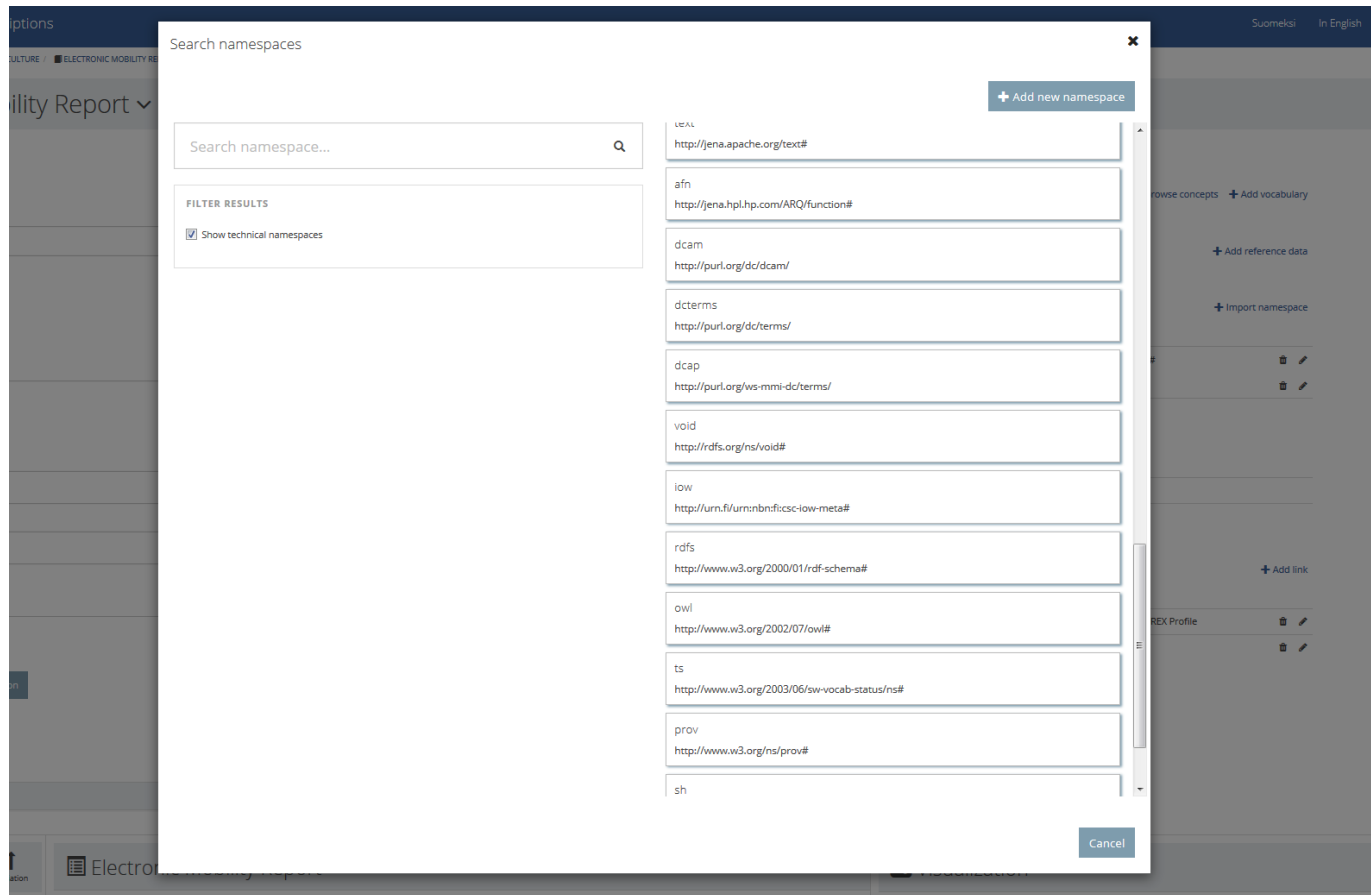 Suomeksi In English
Search namespaces
ELECTRONIC MOBILITY RE
Report
Add new namespace
Search namespace...
FILTER RESULTS
Show technical namespaces
text
http://jena.apache.org/text#
afn
http://jena.hpl.hp.com/ARQ/function#
dcam
http://purl.org/dc/dcam/
dcterms
http://purl.org/dc/terms/
dcap
http://purl.org/ws-mmi-dc/terms/
void
http://rdfs.org/ns/void#
iow
http://urn.fi/urn:nbn:fi:csc-iow-meta#
rdfs
http://www.w3.org/2000/01/rdf-schema#
owl
http://www.w3.org/2002/07/owl#
ts
http://www.w3.org/2003/06/sw-vocab-status/ns#
prov
http://www.w3.org/ns/prov#
sh
Cancel
rowse concepts Add vocabulary
Add reference data
Import namespace
#
Add link
REX Profile